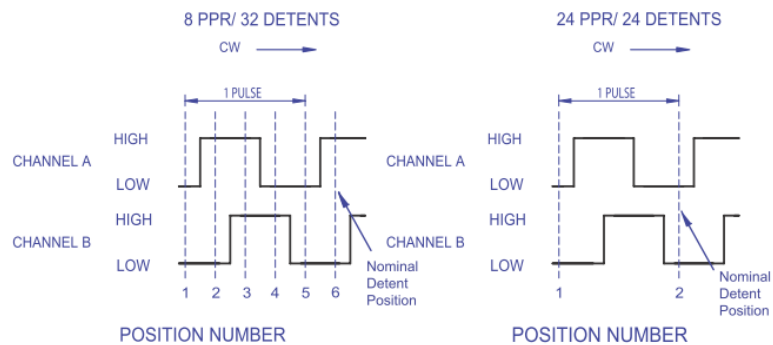 8 PPR/ 32 DETENTS
CW
1 PULSE
CHANNEL A
HIGH
LOW
CHANNEL B
HIGH
LOW
1 2 3 4 5 6
Nominal
Detent
Position
POSITION NUMBER
24 PPR/ 24 DETENTS
CW
1 PULSE
CHANNEL A
HIGH
LOW
CHANNEL B
HIGH
LOW
1 2
Nominal
Detent
Position
POSITION NUMBER